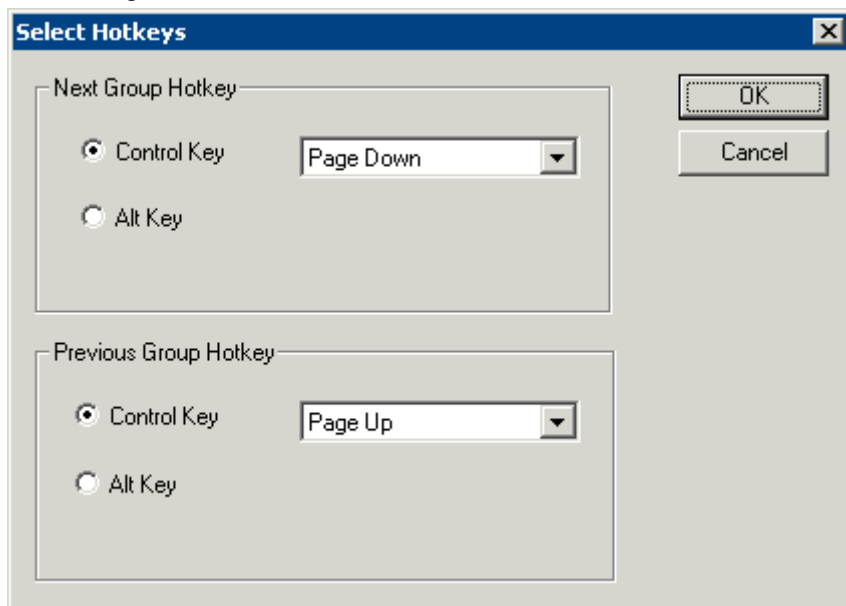 Select Hotkeys
Next Group Hotkey
Control Key
Page Down
Alt Key
OK
Cancel
Previous Group Hotkey
Control Key
Page Up
Alt Key